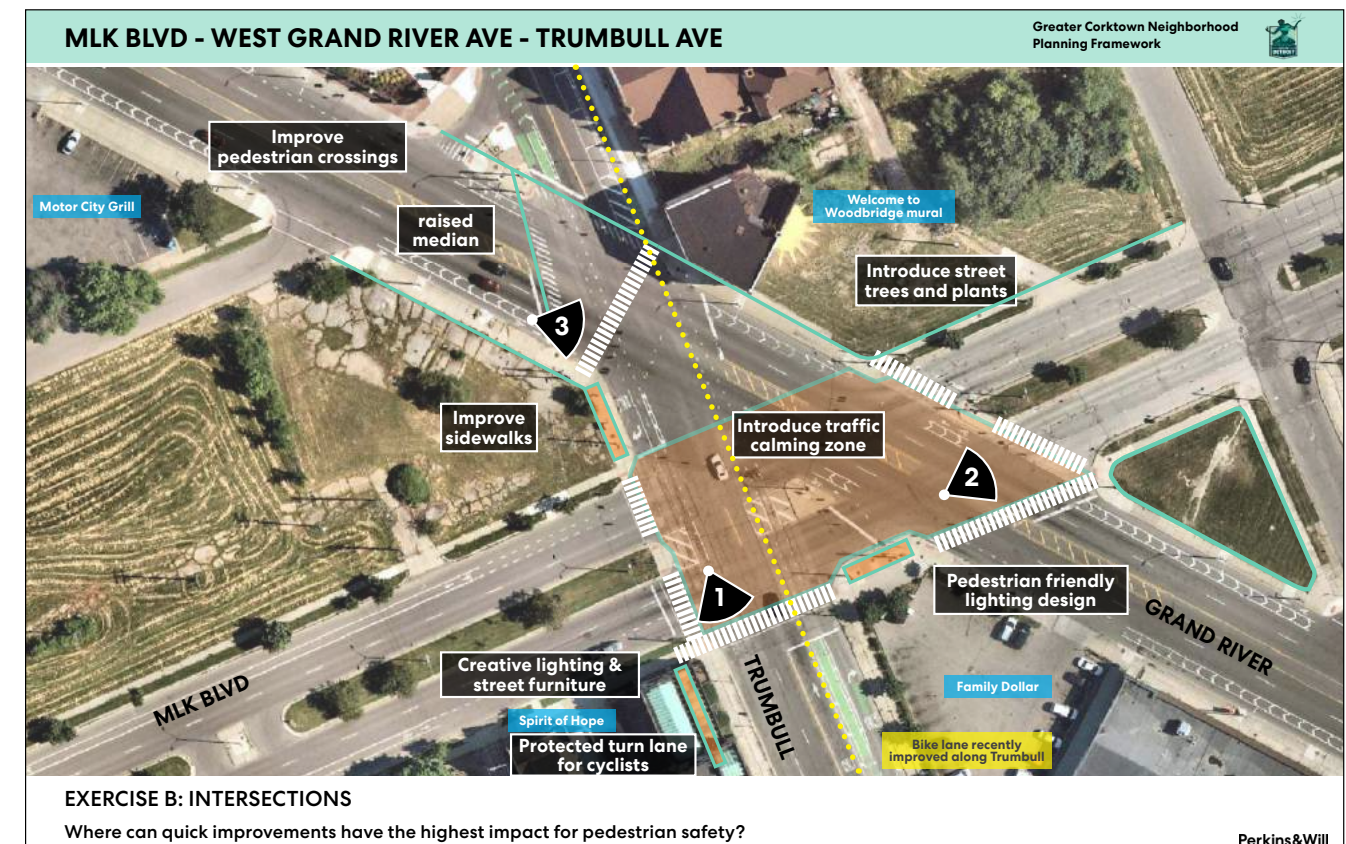 MLK BLVD - WEST GRAND RIVER AVE - TRUMBULL AVE
Greater Corktown Neighborhood
Planning Framework
Improve
pedestrian crossings
Motor City Grill
raised
median
Welcome to
Woodbridge mural
Introduce street
trees and plants
3
Improve
sidewalks
Introduce traffic
calming zone
2
1
Pedestrian friendly
lighting design
GRAND RIVER
Creative lighting &
street furniture
TRUMBULL
MLK BLVD
Family Dollar
Spirit of Hope
Protected turn lane
for cyclists
Bike lane recently
improved along Trumbull
EXERCISE B: INTERSECTIONS
Where can quick improvements have the highest impact for pedestrian safety?
Perkins&Will